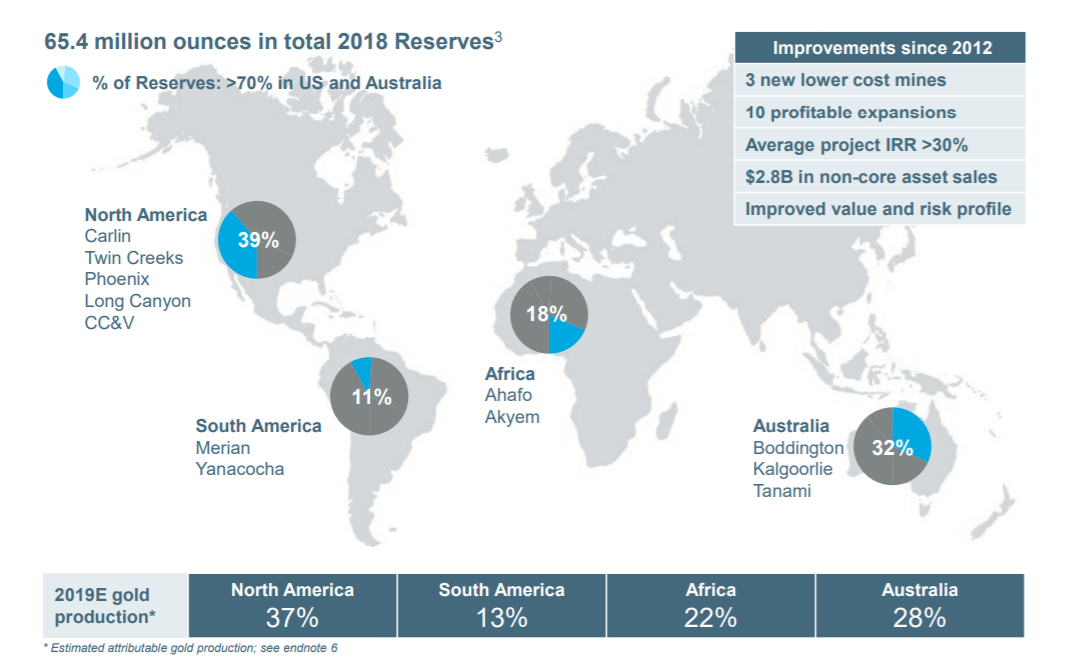 65.4 million ounces in total 2018 Reserves3
% of Reserves: >70% in US and Australia
Improvements since 2012
3 new lower cost mines
10 profitable expansions
Average project IRR >30%
$2.8B in non-core asset sales
Improved value and risk profile
North America
Carlin
Twin Creeks
Phoenix
Long Canyon
CC&V
39%
South America
Merian
Yanacocha
11%
Africa
Ahafo
Akyem
18%
Australia
Boddington
Kalgoorlie
Tanami
32%
2019E gold
production*
North America
37%
South America
13%
Africa
22%
Australia
28%
* Estimated attributable gold production; see endnote 6